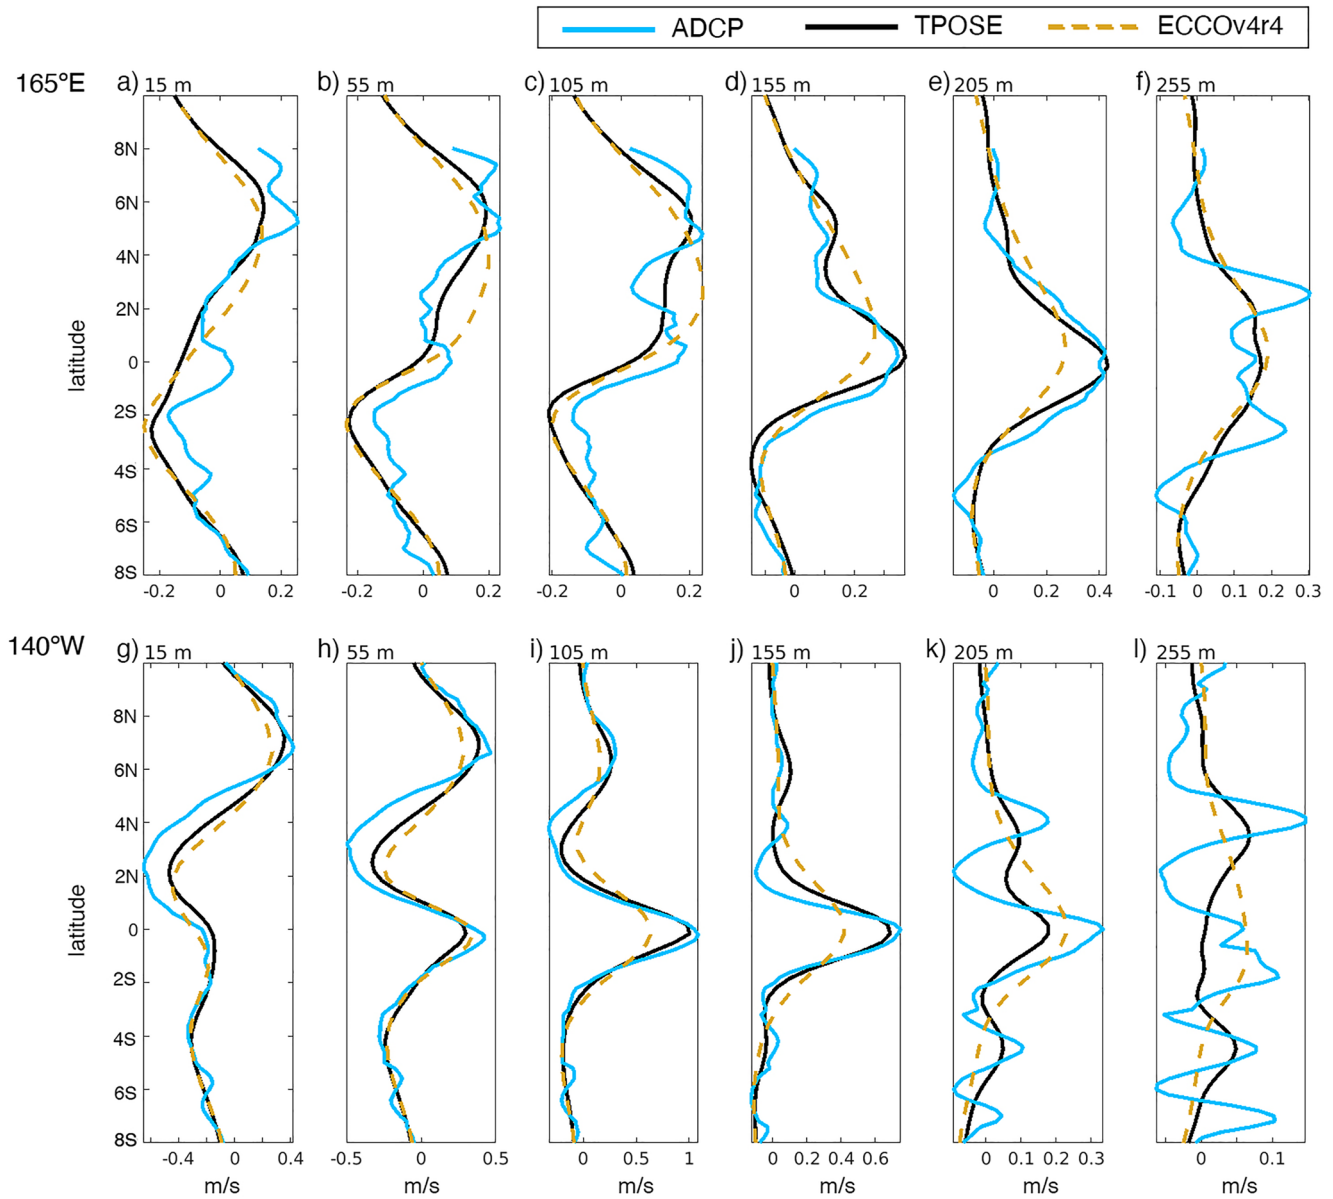 ADCP TPOSE ECCOv4r4
165°E a) 15 m b) 55 m c) 105 m d) 155 m e) 205 m f) 255 m
8N
6N
4N
2N
0
2S
4S
6S
8S
latitude
-0.2 0 0.2 -0.2 0 0.2 0 0.2 0 0.2 0 0.2 0.4 -0.1 0 0.1 0.2 0.3
140°W g) 15 m h) 55 m i) 105 m j) 155 m k) 205 m l) 255 m
8N
6N
4N
2N
0
2S
4S
6S
8S
latitude
-0.4 0 0.4 -0.5 0 0.5 0 0.5 1 0 0.2 0.4 0.6 0 0.1 0.2 0.3 0 0.1
m/s m/s m/s m/s m/s m/s